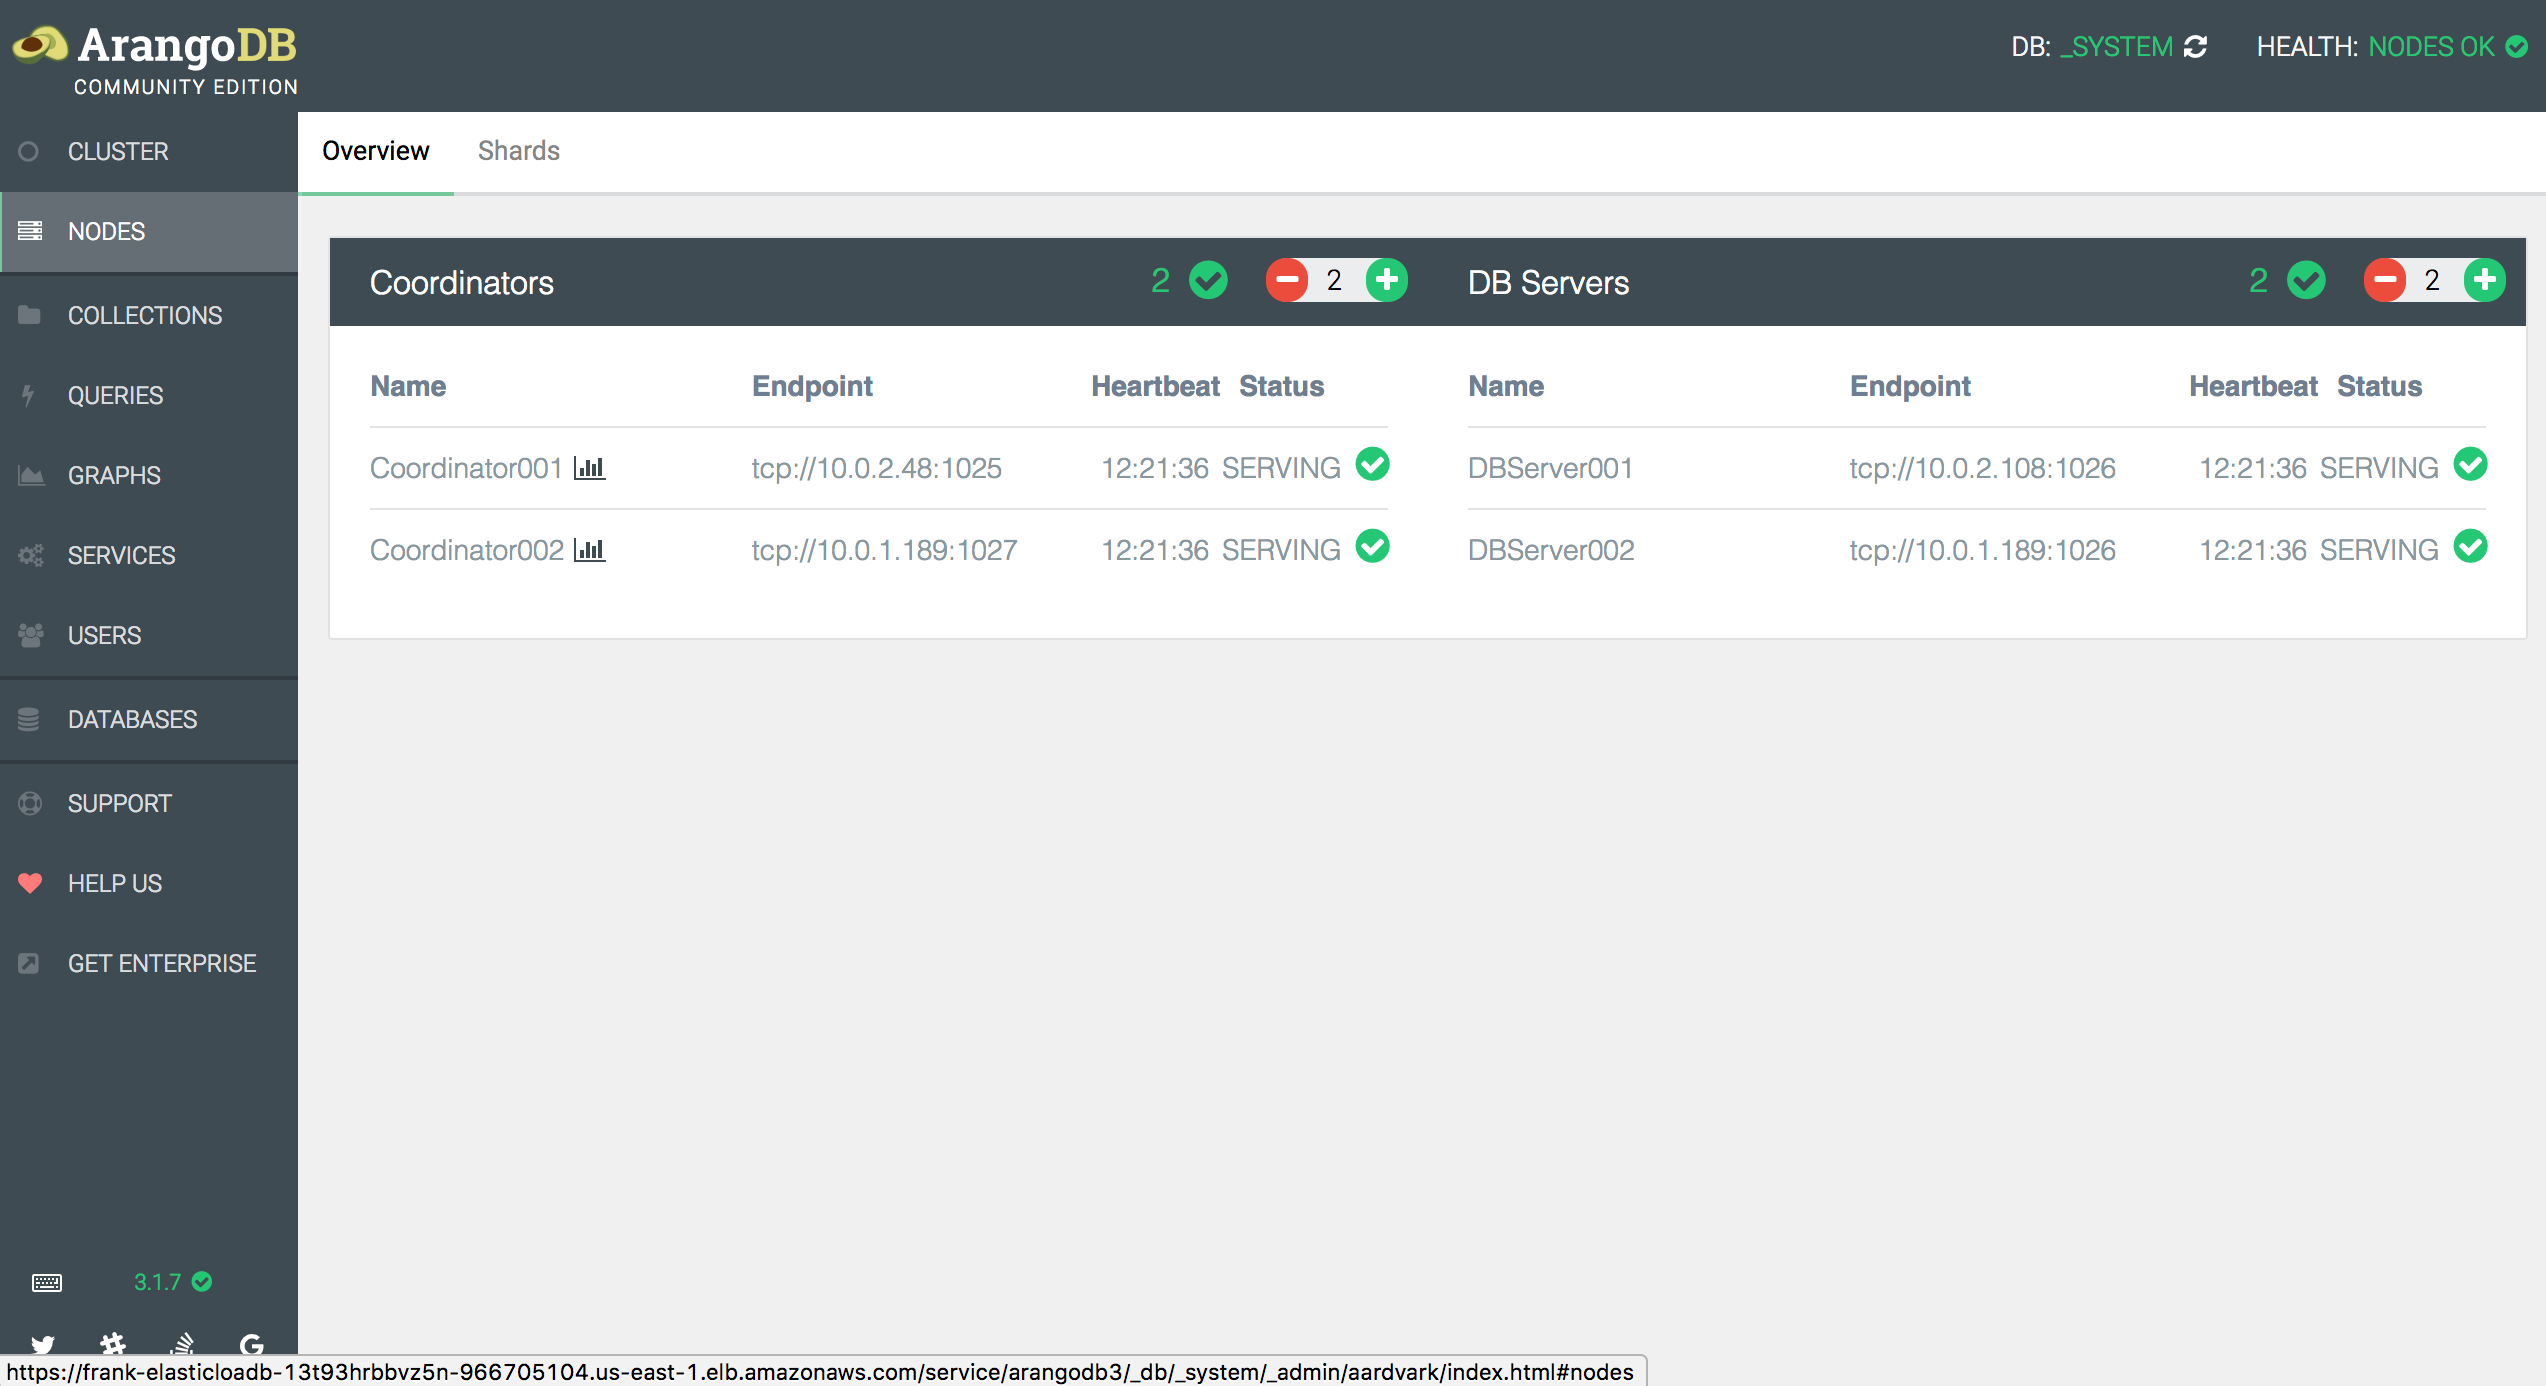 ArangoDB
COMMUNITY EDITION
DB: _SYSTEM HEALTH: NODES OK
CLUSTER
NODES
COLLECTIONS
QUERIES
GRAPHS
SERVICES
USERS
DATABASES
SUPPORT
HELP US
GET ENTERPRISE
3.1.7
Overview Shards
Coordinators 2 2 DB Servers 2 2
Name Endpoint Heartbeat Status Name Endpoint Heartbeat Status
Coordinator001 tcp://10.0.2.48:1025 12:21:36 SERVING DBServer001 tcp://10.0.2.108:1026 12:21:36 SERVING
Coordinator002 tcp://10.0.1.189:1027 12:21:36 SERVING DBServer002 tcp://10.0.1.189:1026 12:21:36 SERVING
https://frank-elasticloadb-13t93hrbbvz5n-966705104.us-east-1.elb.amazonaws.com/service/arangodb3/_db/_system/_admin/aardvark/index.html#nodes